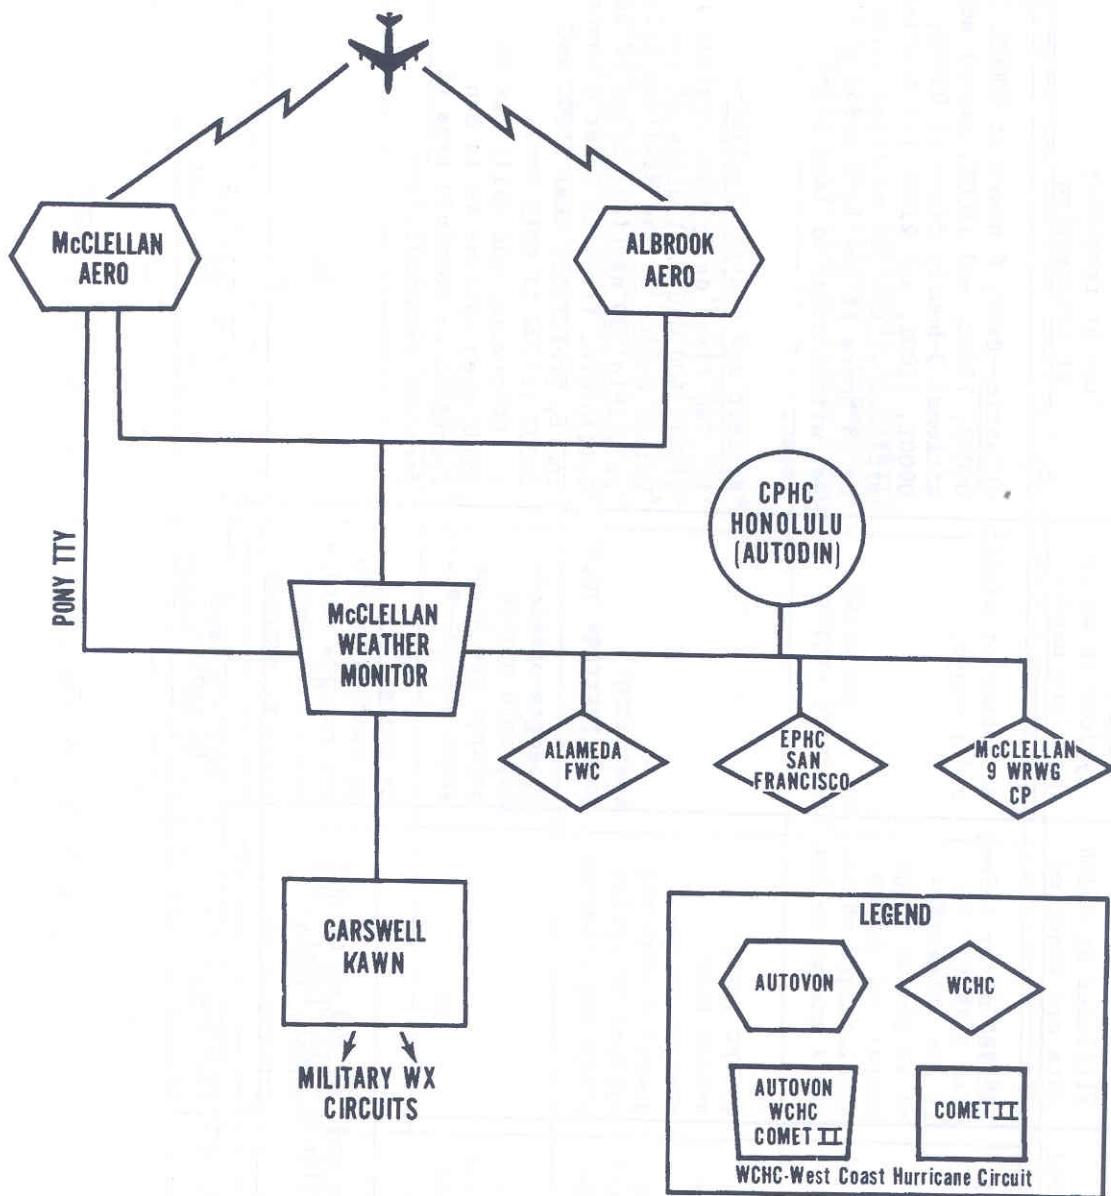 McCLELLAN
AERO
ALBROOK
AERO
PONY TTY
CPHC
HONOLULU
(AUTODIN)
McCLELLAN
WEATHER
MONITOR
ALAMEDA
FWC
EPHC
SAN
FRANCISCO
McCLELLAN
9 WRWG
CP
CARSWELL
KAWN
MILITARY WX
CIRCUITS
LEGEND
AUTOVON
WCHC
AUTOVON
WCHC
COMET II
COMET II
WCHC-West Coast Hurricane Circuit